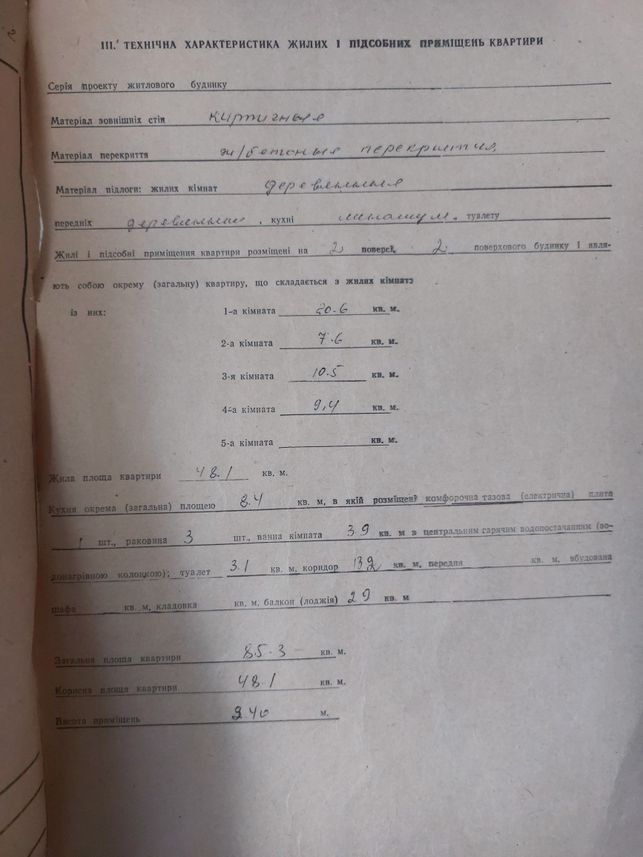 III. ТЕХНІЧНА ХАРАКТЕРИСТИКА ЖИЛИХ І ПІДСОБНИХ ПРИМІЩЕНЬ КВАРТИРИ
Серія проекту житлового будинку
Матеріал зовнішніх стін кирпичные
Матеріал перекриття ж/бетонные перекрытия,
Матеріал підлоги: жилих кімнат деревянные
передніх деревянные, кухні линолиум. туалету
Жилі і підсобні приміщення квартири розміщені на 2 поверсі, 2 поверхового будинку і явля-
ють собою окрему (загальну) квартиру, що складається з жилих кімнат:
із них: 1-а кімната 20.6 кв. м.
2-а кімната 7.6 кв. м.
3-я кімната 10.5 кв. м.
4-а кімната 9,4 кв. м.
5-а кімната кв. м.
Жила площа квартири 48.1 кв. м.
Кухня окрема (загальна) площею 8.4 кв. м, в якій розміщені комфорочна газова (електрична) плита
1 шт., раковина 3 шт., ванна кімната 3.9 кв. м в центральним гарячим водопостачанням (во-
донагрівною колонкою); туалет 3.1 кв. м, коридор кв. м, передня кв. м. вбудована
шафа кв. м, кладовка кв. м, балкон (лоджія) 2.9 кв. м
Загальна площа квартири 85.3 кв. м.
Корисна площа квартири 48.1 кв. м.
Висота приміщень 2.40 м.